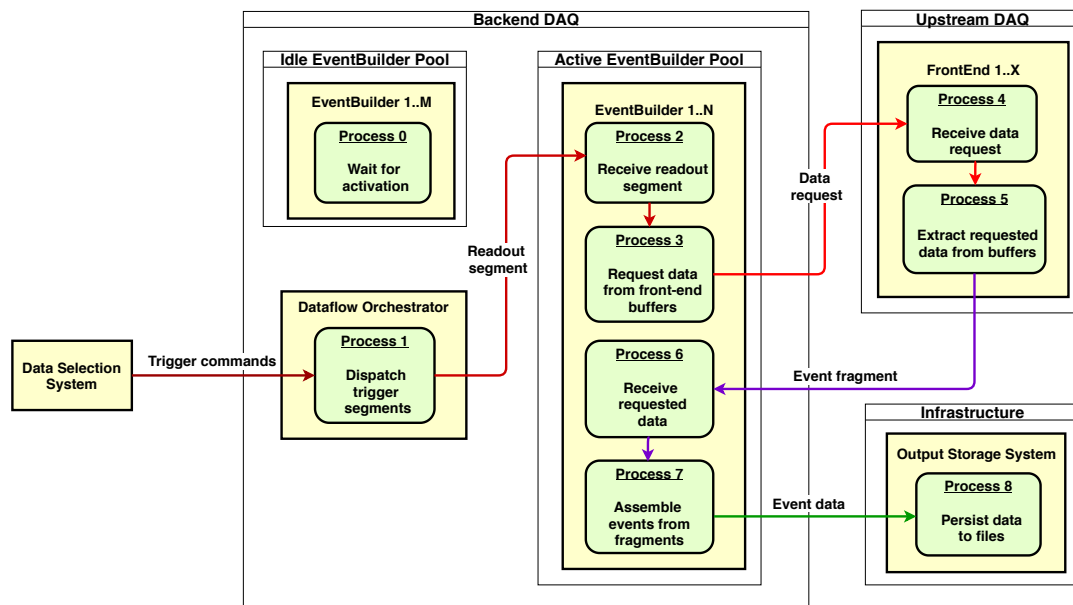 Backend DAQ
Upstream DAQ
Idle EventBuilder Pool
EventBuilder 1..M
Process 0
Wait for
activation
Active EventBuilder Pool
EventBuilder 1..N
Process 2
Receive readout
segment
Process 3
Request data
from front-end
buffers
Process 6
Receive
requested
data
Process 7
Assemble
events from
fragments
FrontEnd 1..X
Process 4
Receive data
request
Process 5
Extract requested
data from buffers
Data
request
Readout
segment
Dataflow Orchestrator
Process 1
Dispatch
trigger
segments
Data Selection
System
Trigger commands
Event fragment
Infrastructure
Output Storage System
Process 8
Persist data
to files
Event data